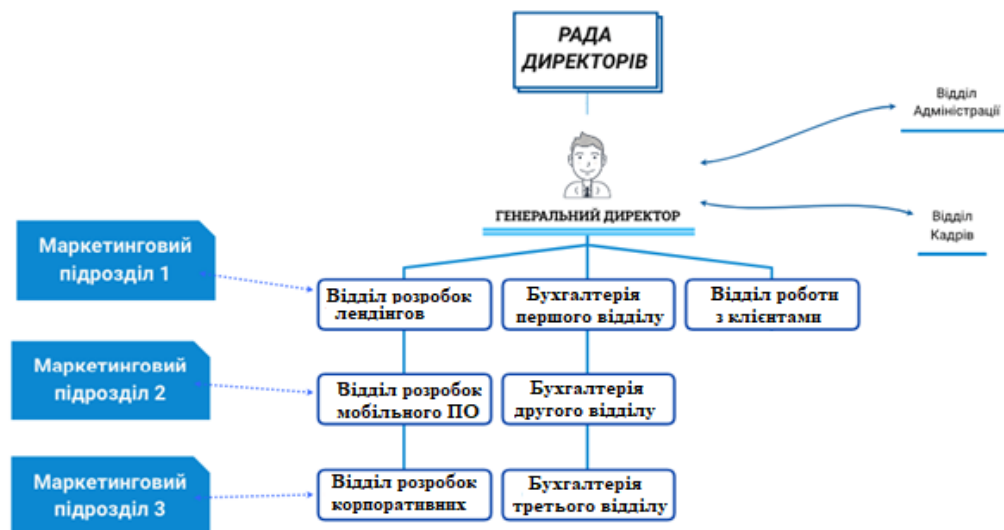 РАДА
ДИРЕКТОРІВ
Відділ
Адміністрації
ГЕНЕРАЛЬНИЙ ДИРЕКТОР
Відділ
Кадрів
Маркетинговий
підрозділ 1
Відділ розробок
лендінгов
Бухгалтерія
першого відділу
Відділ роботи
з клієнтами
Маркетинговий
підрозділ 2
Відділ розробок
мобільного ПО
Бухгалтерія
другого відділу
Маркетинговий
підрозділ 3
Відділ розробок
корпоративних
Бухгалтерія
третього відділу